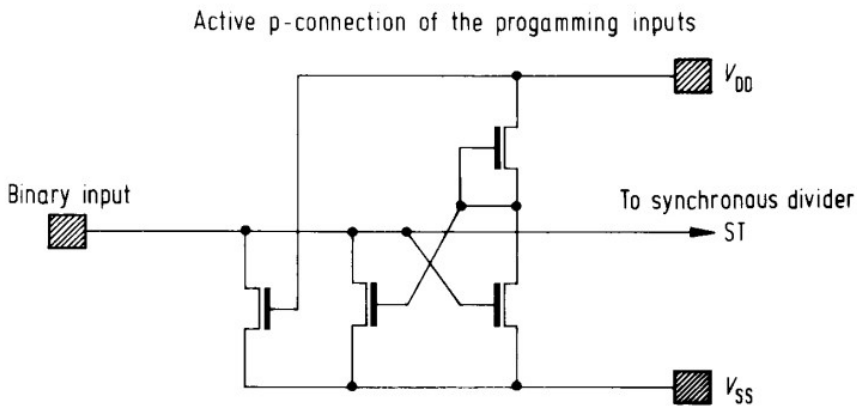 Active p-connection of the progamming inputs
V_DD
Binary input
To synchronous divider
ST
V_SS